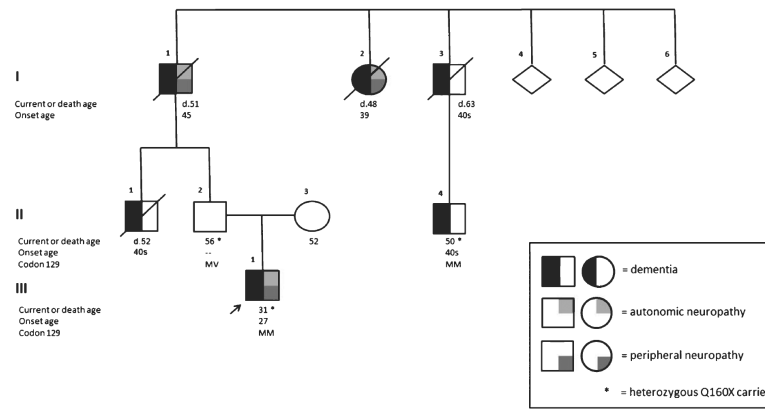 1 2 3 4 5 6
I
Current or death age d.51 d.48 d.63
Onset age 45 39 40s
1 2 3 4
II
Current or death age d.52 56 * 52 50 *
Onset age 40s -- 40s
Codon 129 MV MM
1
III
Current or death age 31 *
Onset age 27
Codon 129 MM
= dementia
= autonomic neuropathy
= peripheral neuropathy
* = heterozygous Q160X carrie